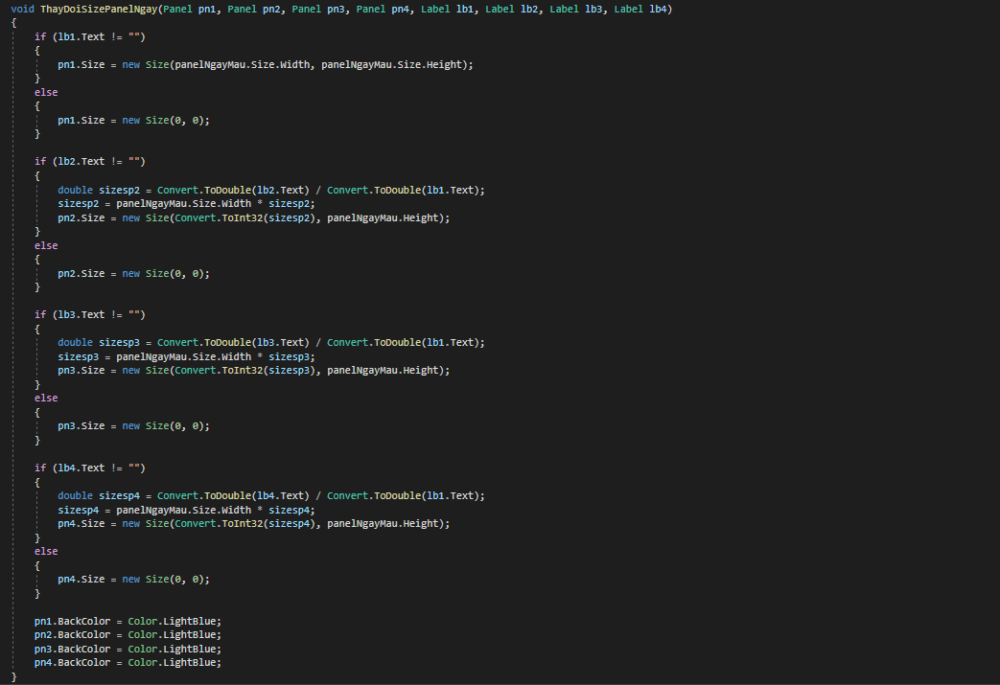 void ThayDoiSizePanelNgay(Panel pn1, Panel pn2, Panel pn3, Panel pn4, Label lb1, Label lb2, Label lb3, Label lb4)
{
    if (lb1.Text != "")
    {
        pn1.Size = new Size(panelNgayMau.Size.Width, panelNgayMau.Size.Height);
    }
    else
    {
        pn1.Size = new Size(0, 0);
    }

    if (lb2.Text != "")
    {
        double sizesp2 = Convert.ToDouble(lb2.Text) / Convert.ToDouble(lb1.Text);
        sizesp2 = panelNgayMau.Size.Width * sizesp2;
        pn2.Size = new Size(Convert.ToInt32(sizesp2), panelNgayMau.Height);
    }
    else
    {
        pn2.Size = new Size(0, 0);
    }

    if (lb3.Text != "")
    {
        double sizesp3 = Convert.ToDouble(lb3.Text) / Convert.ToDouble(lb1.Text);
        sizesp3 = panelNgayMau.Size.Width * sizesp3;
        pn3.Size = new Size(Convert.ToInt32(sizesp3), panelNgayMau.Height);
    }
    else
    {
        pn3.Size = new Size(0, 0);
    }

    if (lb4.Text != "")
    {
        double sizesp4 = Convert.ToDouble(lb4.Text) / Convert.ToDouble(lb1.Text);
        sizesp4 = panelNgayMau.Size.Width * sizesp4;
        pn4.Size = new Size(Convert.ToInt32(sizesp4), panelNgayMau.Height);
    }
    else
    {
        pn4.Size = new Size(0, 0);
    }

    pn1.BackColor = Color.LightBlue;
    pn2.BackColor = Color.LightBlue;
    pn3.BackColor = Color.LightBlue;
    pn4.BackColor = Color.LightBlue;
}